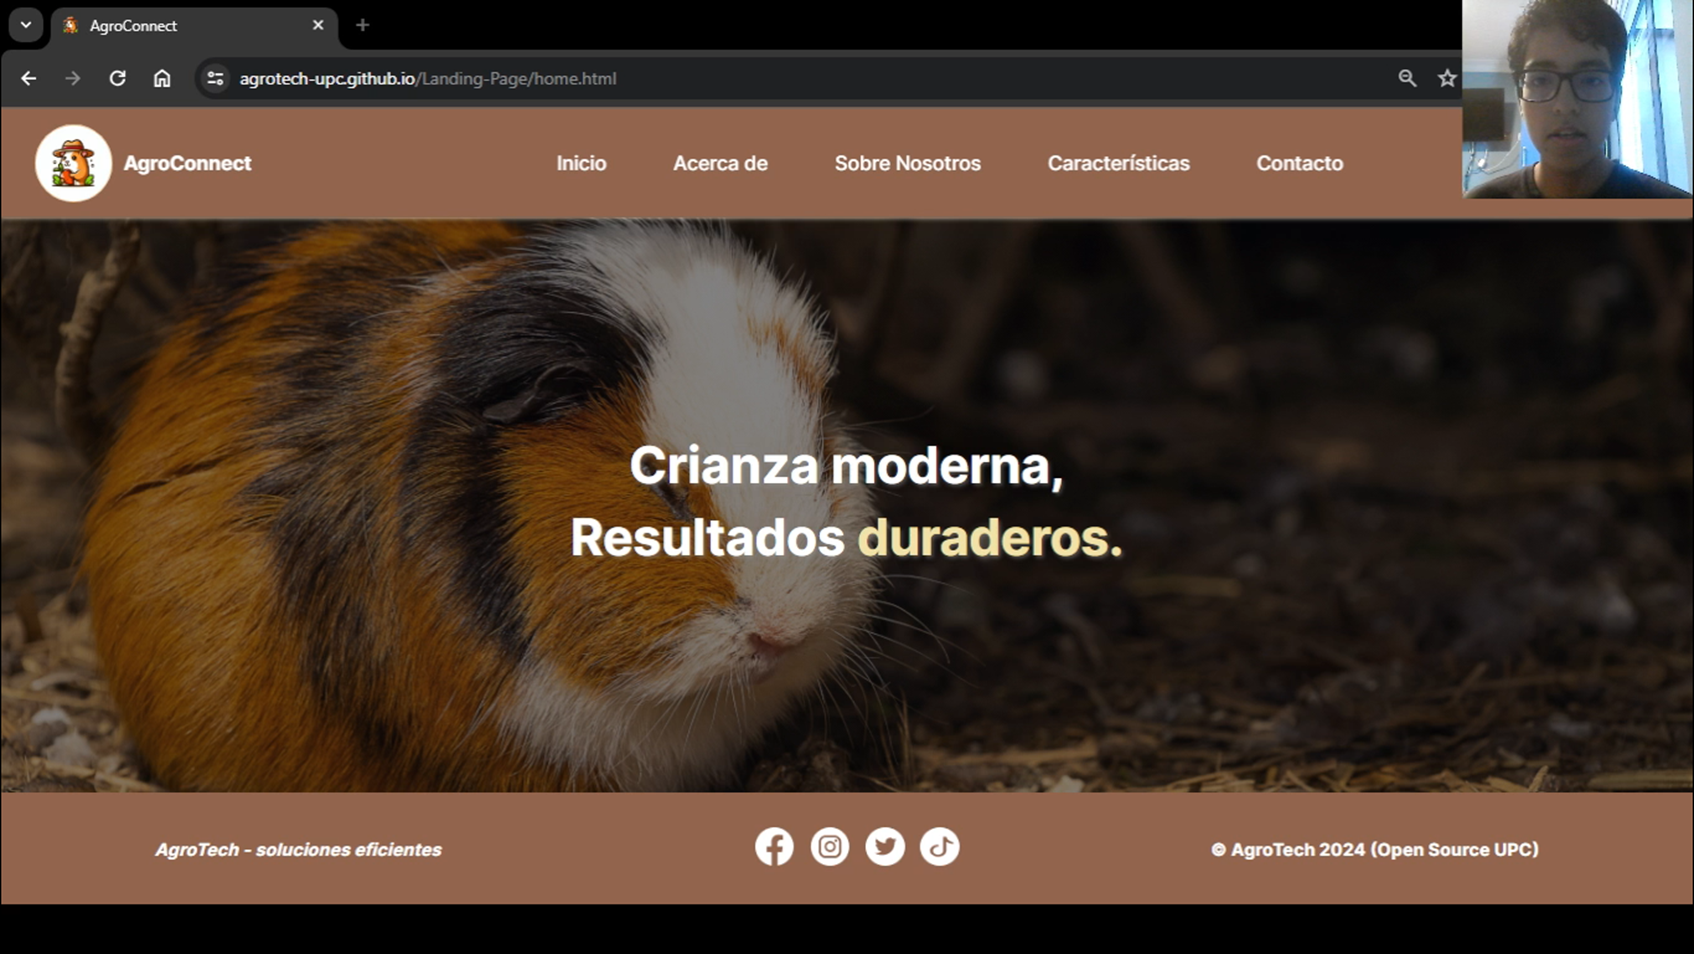 AgroConnect
agrotech-upc.github.io/Landing-Page/home.html
AgroConnect
Inicio
Acerca de
Sobre Nosotros
Características
Contacto
Crianza moderna,
Resultados duraderos.
AgroTech - soluciones eficientes
© AgroTech 2024 (Open Source UPC)